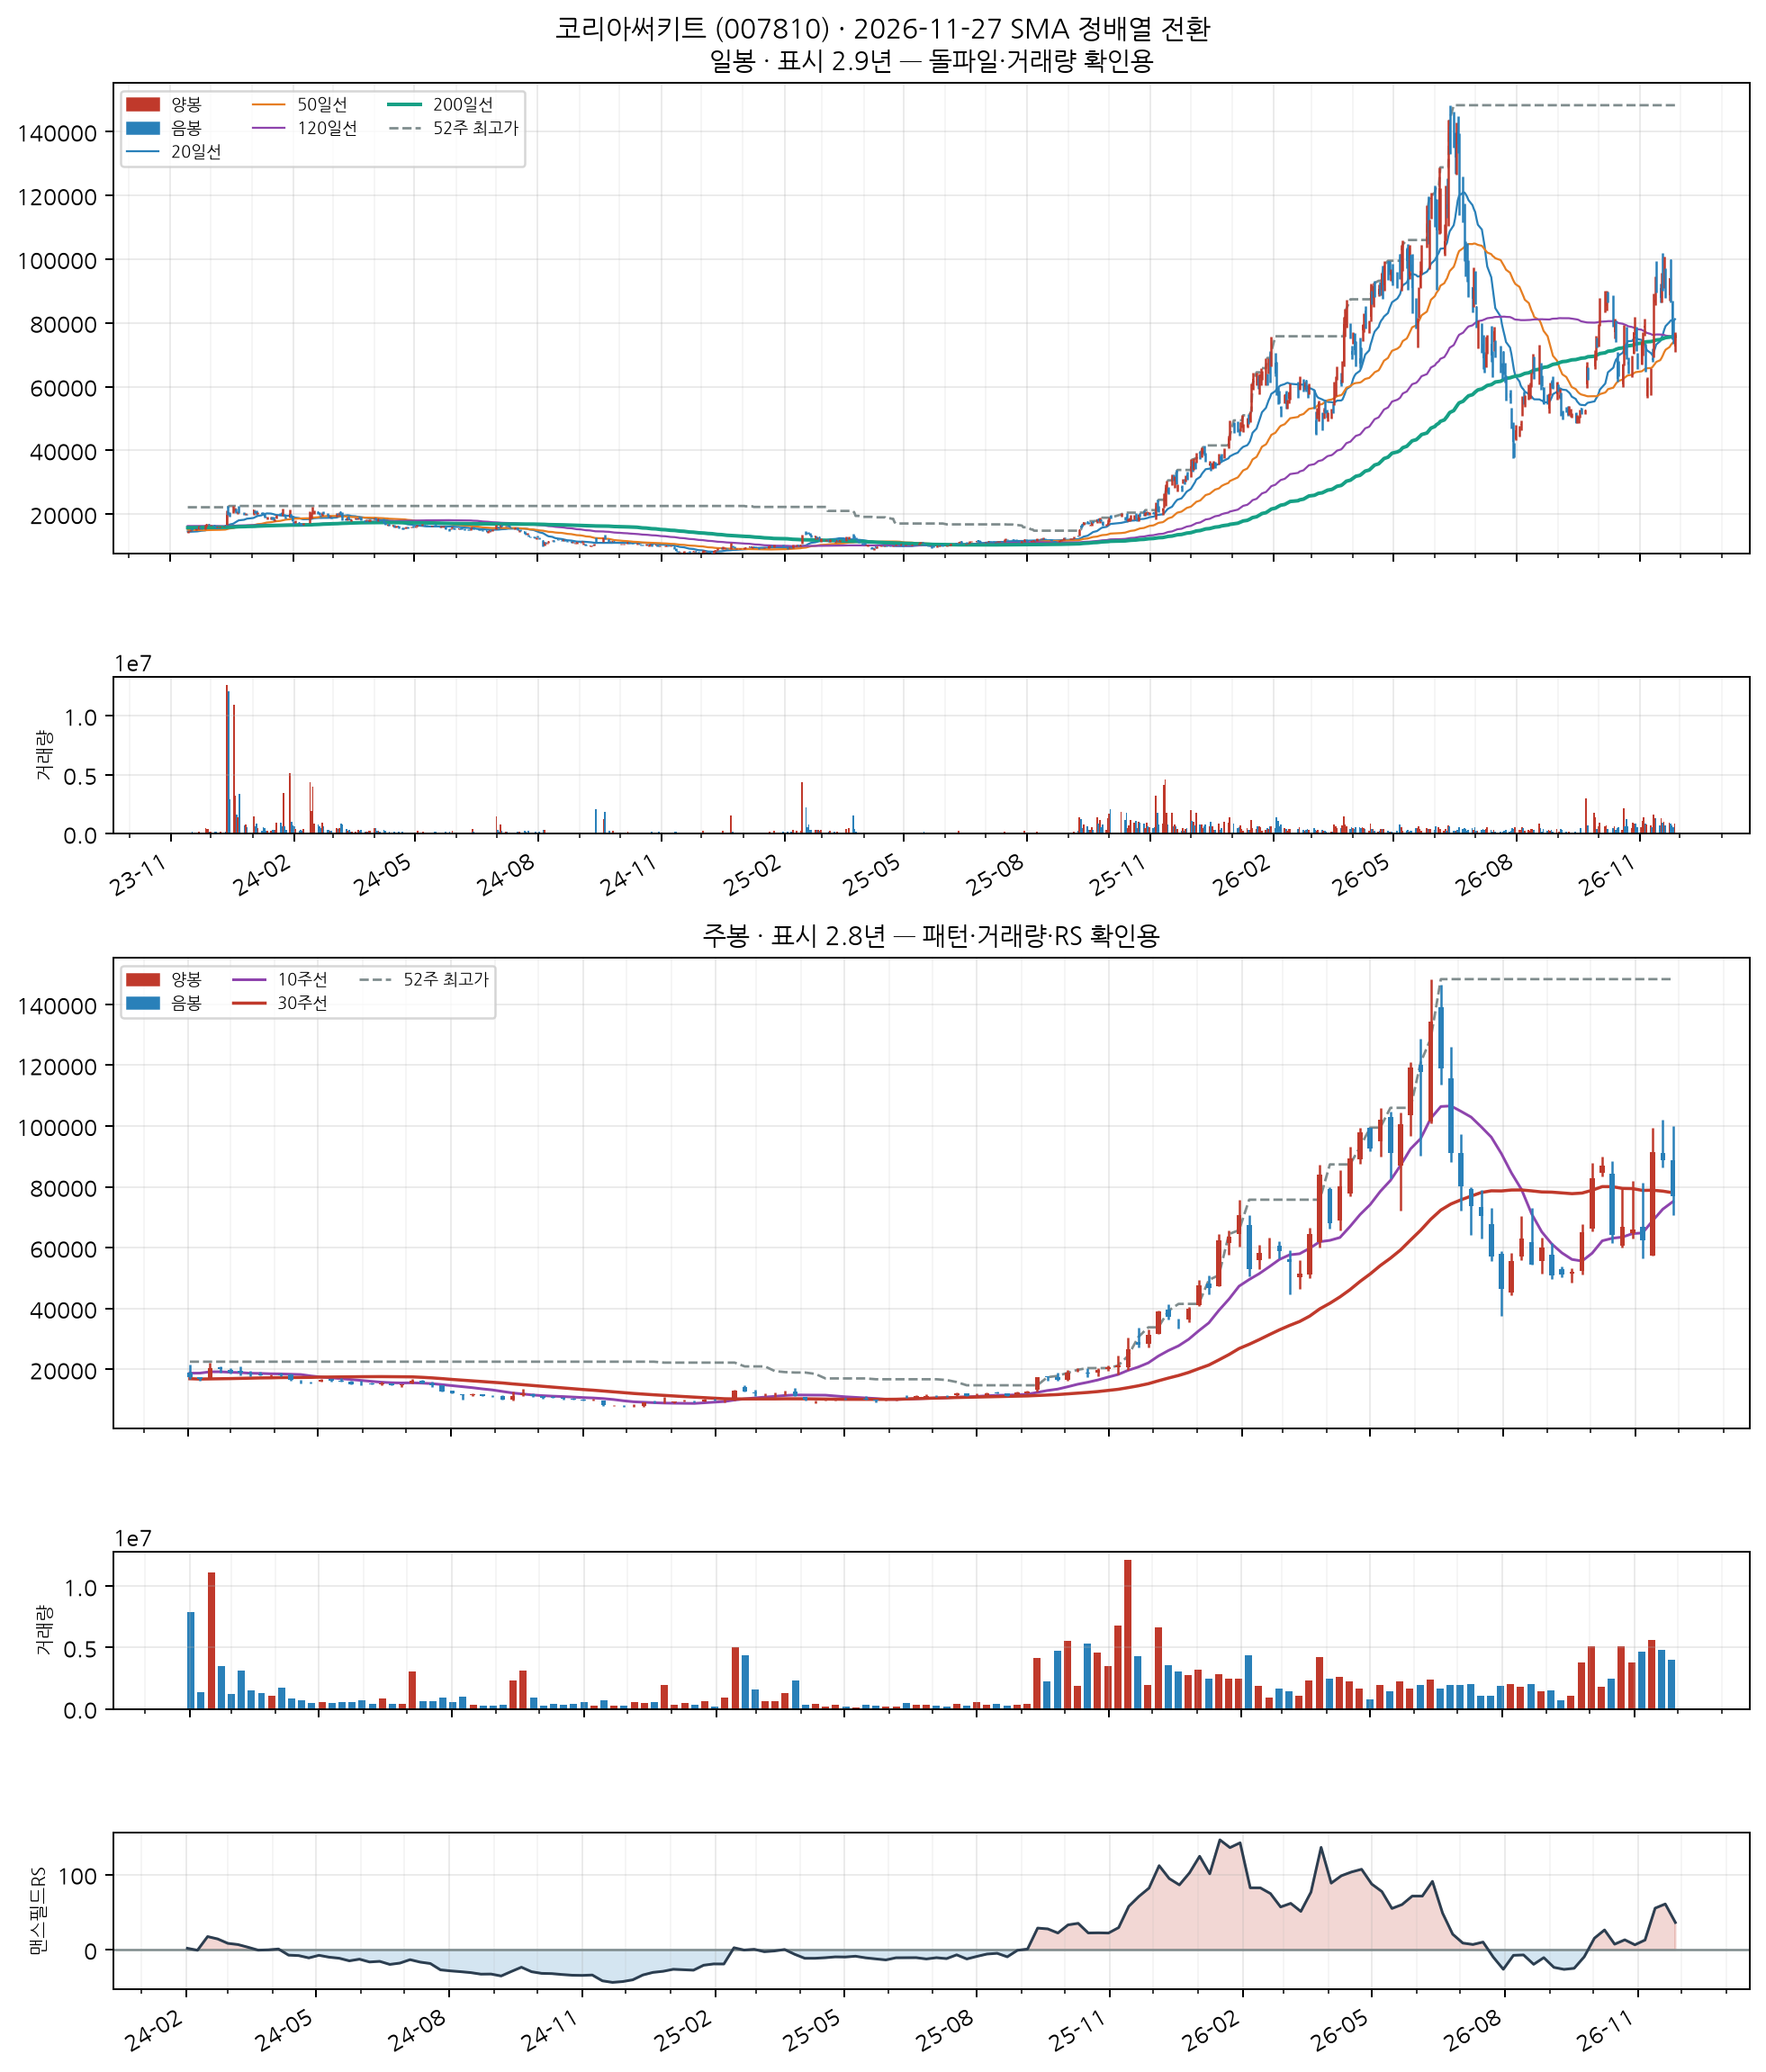 코리아써키트 (007810) · 2026-11-27 SMA 정배열 전환
일봉 · 표시 2.9년 — 돌파일·거래량 확인용
양봉 50일선 200일선
음봉 120일선 52주 최고가
20일선
140000
120000
100000
80000
60000
40000
20000
1e7
거래량
1.0
0.5
0.0
23-11 24-02 24-05 24-08 24-11 25-02 25-05 25-08 25-11 26-02 26-05 26-08 26-11
주봉 · 표시 2.8년 — 패턴·거래량·RS 확인용
양봉 10주선 52주 최고가
음봉 30주선
140000
120000
100000
80000
60000
40000
20000
1e7
거래량
1.0
0.5
0.0
맨스필드RS
100
0
24-02 24-05 24-08 24-11 25-02 25-05 25-08 25-11 26-02 26-05 26-08 26-11